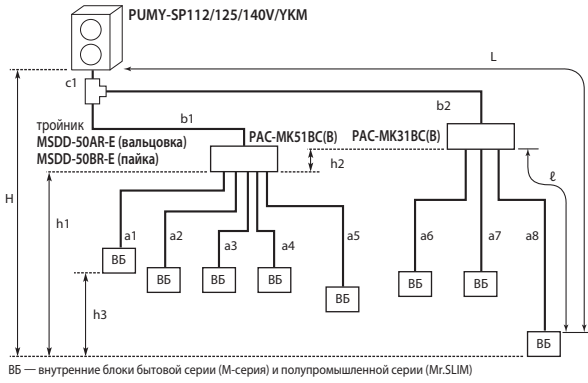 PUMY-SP112/125/140V/YKM
L
c1
b1
b2
тройник
MSDD-50AR-E (вальцовка)
MSDD-50BR-E (пайка)
PAC-MK51BC(B)
PAC-MK31BC(B)
h2
ℓ
H
h1
a1
a2
a3
a4
a5
a6
a7
a8
ВБ
ВБ
ВБ
ВБ
ВБ
ВБ
ВБ
ВБ
h3
ВБ — внутренние блоки бытовой серии (М-серия) и полупромышленной серии (Mr.SLIM)